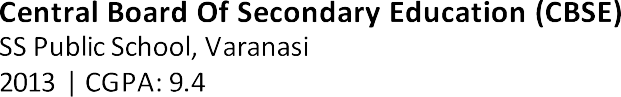 Central Board Of Secondary Education (CBSE)
SS Public School, Varanasi
2013 | CGPA: 9.4